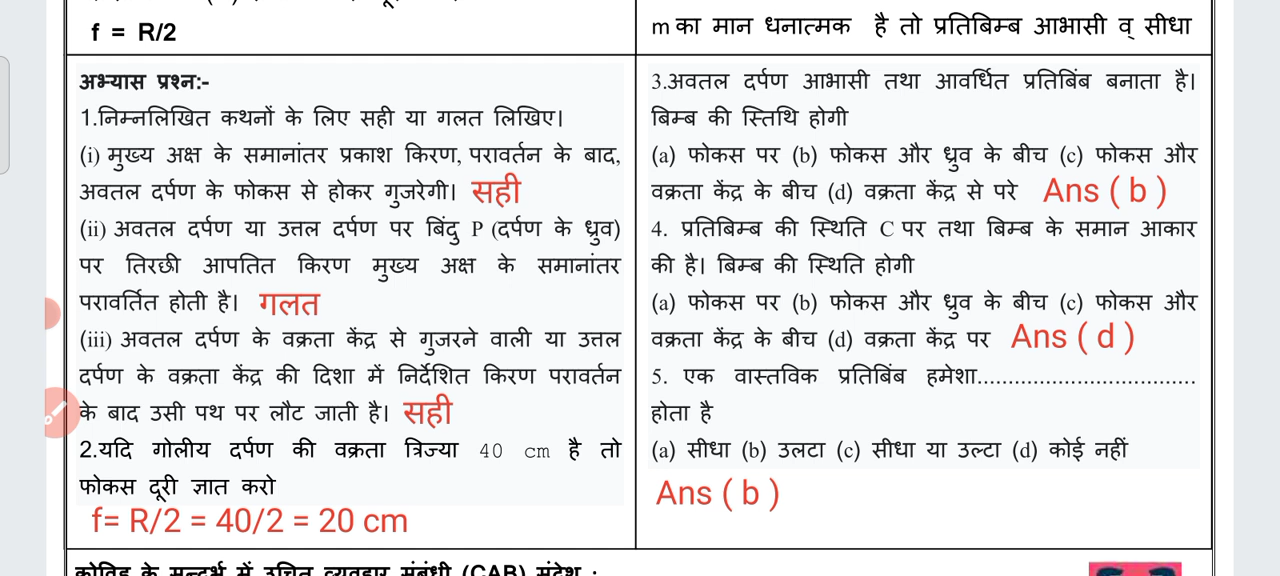 f = R/2
अभ्यास प्रश्न:-
1.निम्नलिखित कथनों के लिए सही या गलत लिखिए।
(i) मुख्य अक्ष के समानांतर प्रकाश किरण, परावर्तन के बाद,
अवतल दर्पण के फोकस से होकर गुजरेगी। सही
(ii) अवतल दर्पण या उत्तल दर्पण पर बिंदु P (दर्पण के ध्रुव)
पर तिरछी आपतित किरण मुख्य अक्ष के समानांतर
परावर्तित होती है। गलत
(iii) अवतल दर्पण के वक्रता केंद्र से गुजरने वाली या उत्तल
दर्पण के वक्रता केंद्र की दिशा में निर्देशित किरण परावर्तन
के बाद उसी पथ पर लौट जाती है। सही
2.यदि गोलीय दर्पण की वक्रता त्रिज्या 40 cm है तो
फोकस दूरी ज्ञात करो
f= R/2 = 40/2 = 20 cm
m का मान धनात्मक है तो प्रतिबिम्ब आभासी व् सीधा
3.अवतल दर्पण आभासी तथा आवर्धित प्रतिबिंब बनाता है।
बिम्ब की स्तिथि होगी
(a) फोकस पर (b) फोकस और ध्रुव के बीच (c) फोकस और
वक्रता केंद्र के बीच (d) वक्रता केंद्र से परे Ans ( b )
4. प्रतिबिम्ब की स्थिति C पर तथा बिम्ब के समान आकार
की है। बिम्ब की स्थिति होगी
(a) फोकस पर (b) फोकस और ध्रुव के बीच (c) फोकस और
वक्रता केंद्र के बीच (d) वक्रता केंद्र पर Ans ( d )
5. एक वास्तविक प्रतिबिंब हमेशा...................................
होता है
(a) सीधा (b) उलटा (c) सीधा या उल्टा (d) कोई नहीं
Ans ( b )
कोविड के सन्दर्भ में उचित व्यवहार संबंधी (CAB) संदेश :